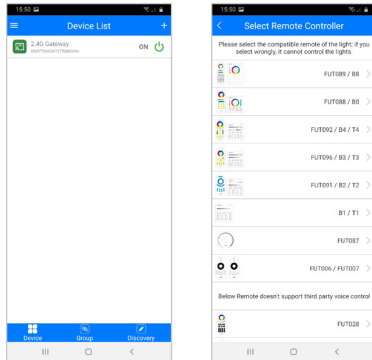 15:50
Device List
+
2.4G Gateway
ON
Device
Group
Discovery
15:50
Select Remote Controller
Please select the compatible remote of the light; if you
select wrongly, it cannot control the lights.
FUT089 / B8
FUT088 / B0
FUT092 / B4 / T4
FUT096 / B3 / T3
FUT091 / B2 / T2
B1 / T1
FUT087
FUT006 / FUT007
Below Remote doesn't support third party voice control
FUT028